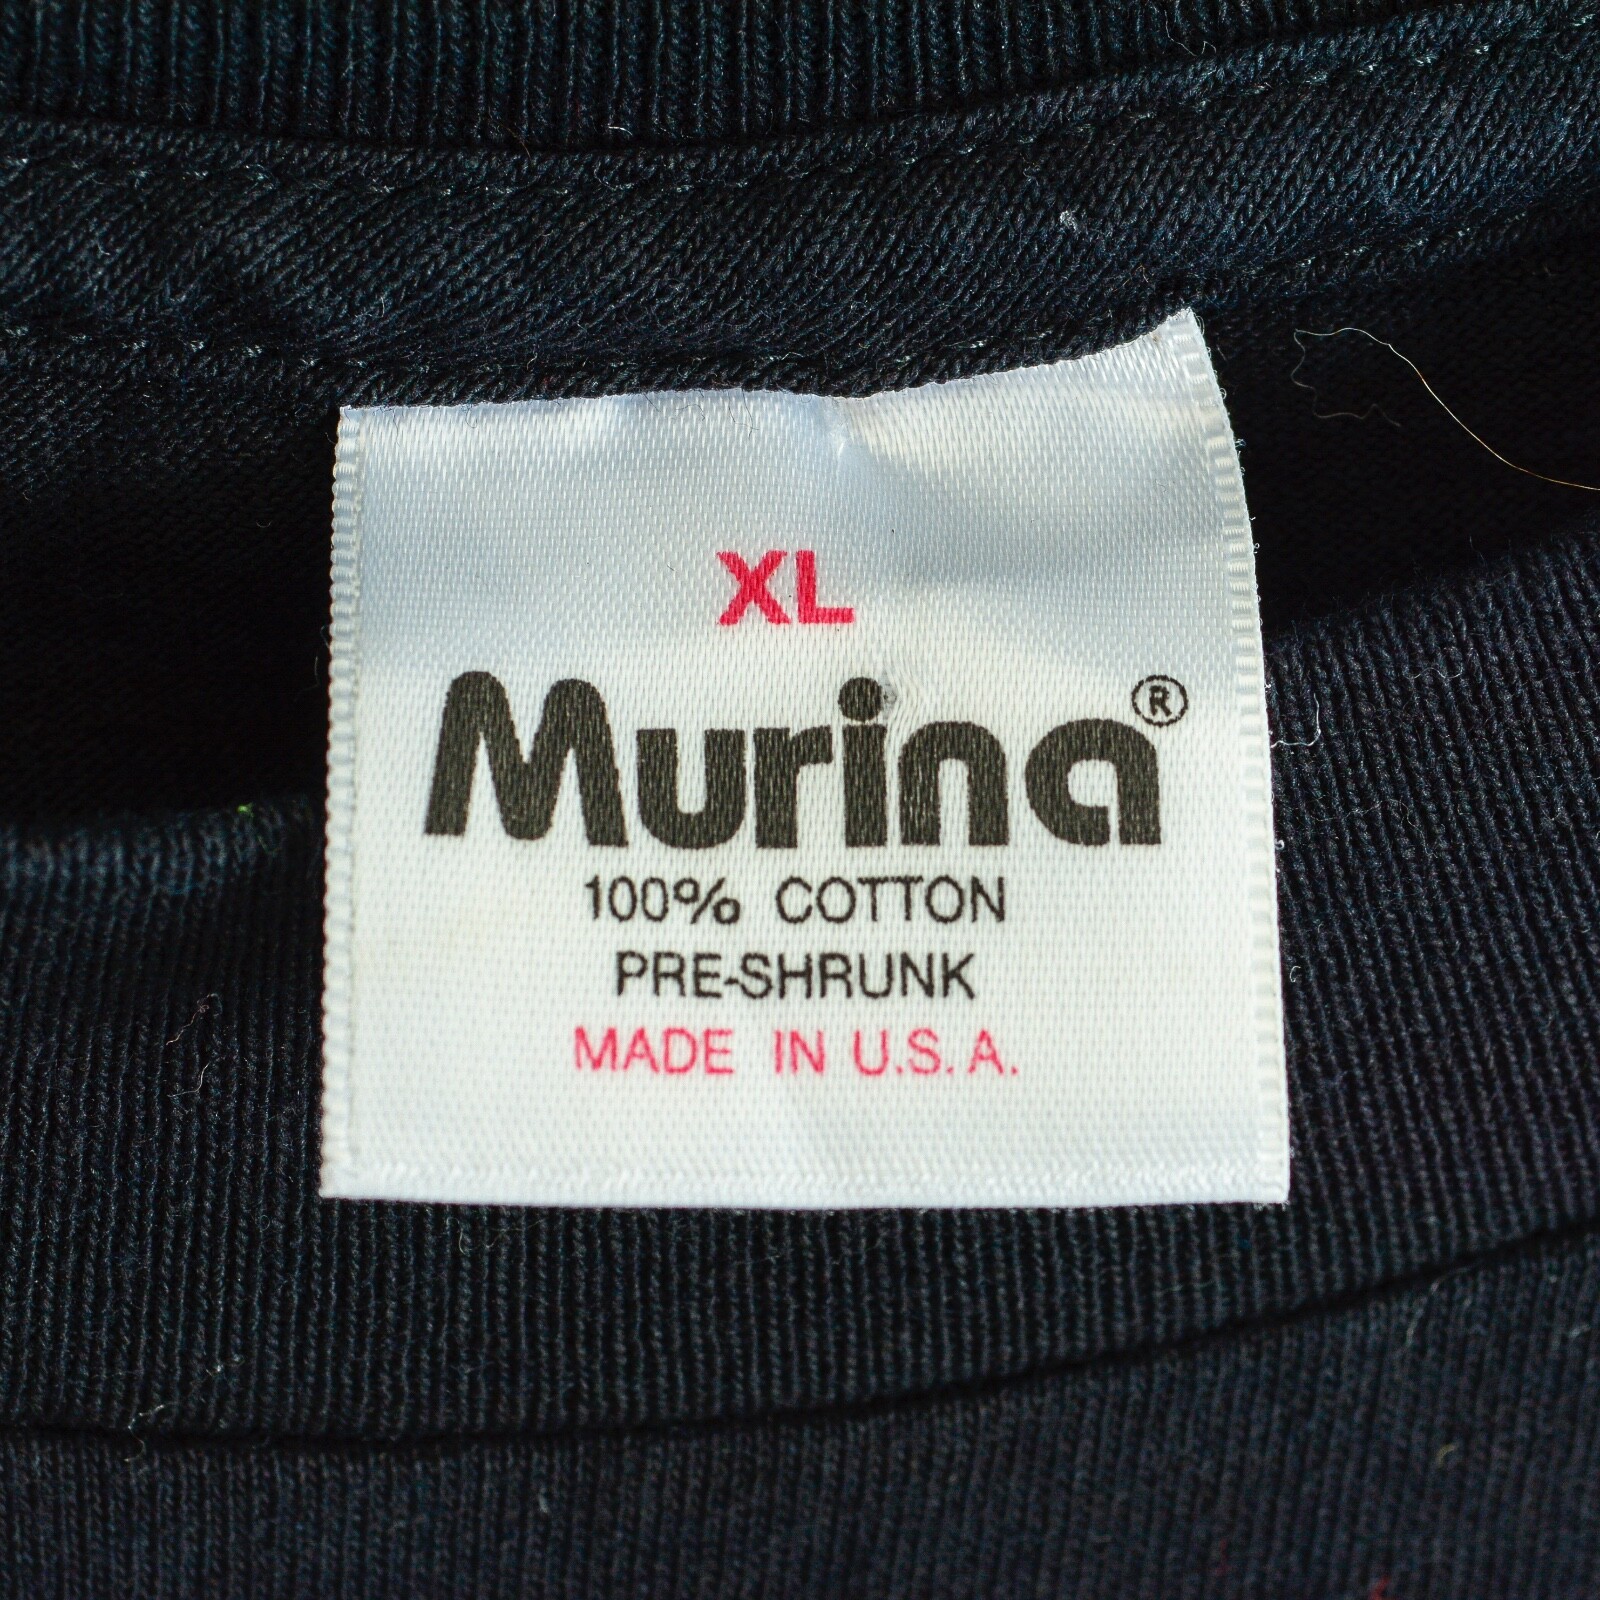 XL
Murina®
100% COTTON
PRE-SHRUNK
MADE IN U.S.A.